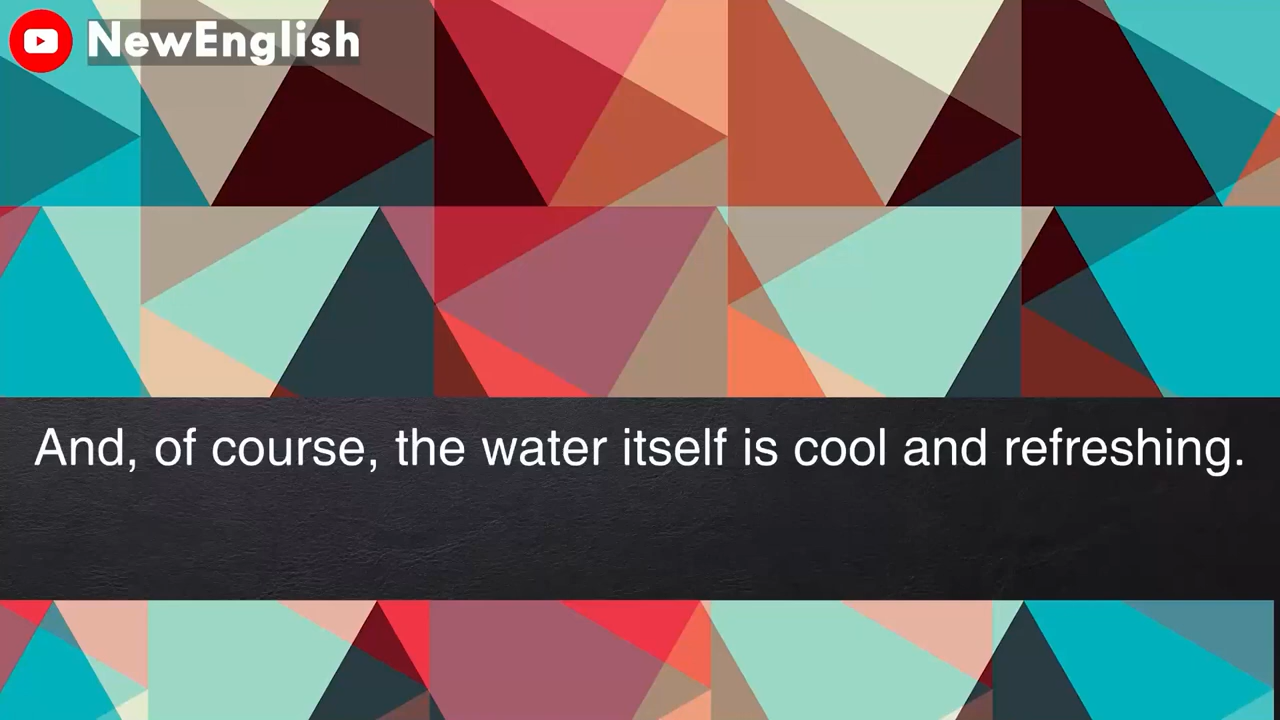 NewEnglish
And, of course, the water itself is cool and refreshing.